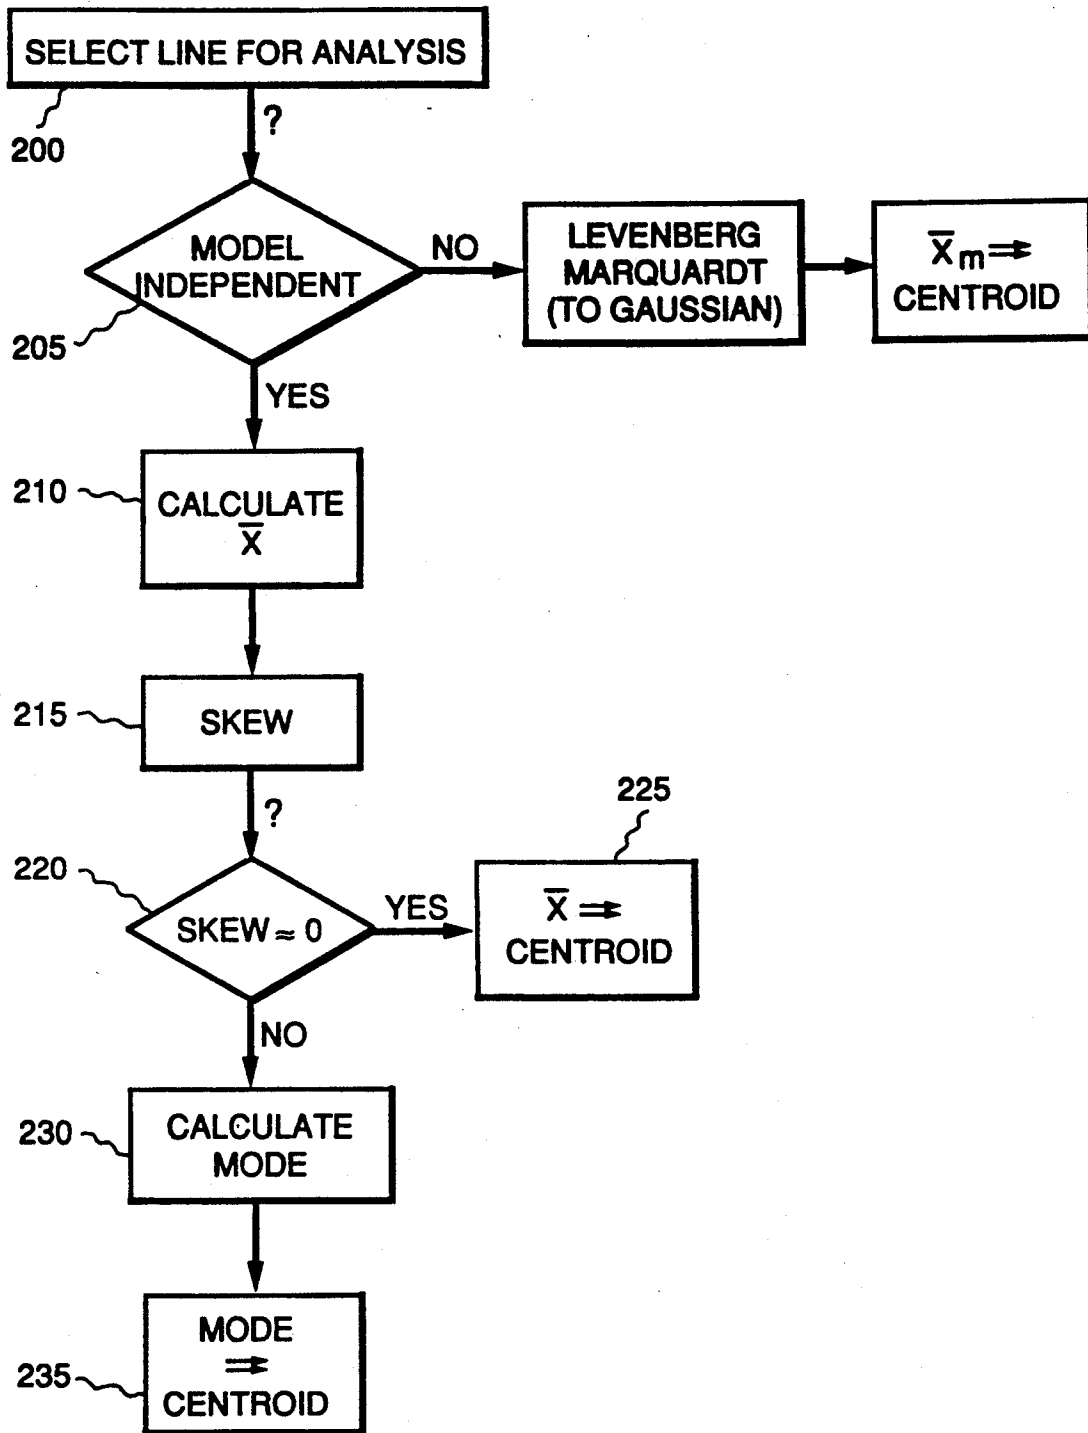 SELECT LINE FOR ANALYSIS
?
200
MODEL
INDEPENDENT
205
NO
LEVENBERG
MARQUARDT
(TO GAUSSIAN)
X̅m ⇒
CENTROID
YES
210
CALCULATE
X̅
215
SKEW
?
225
220
SKEW ≈ 0
YES
X̅ ⇒
CENTROID
NO
230
CALCULATE
MODE
MODE
⇒
235
CENTROID